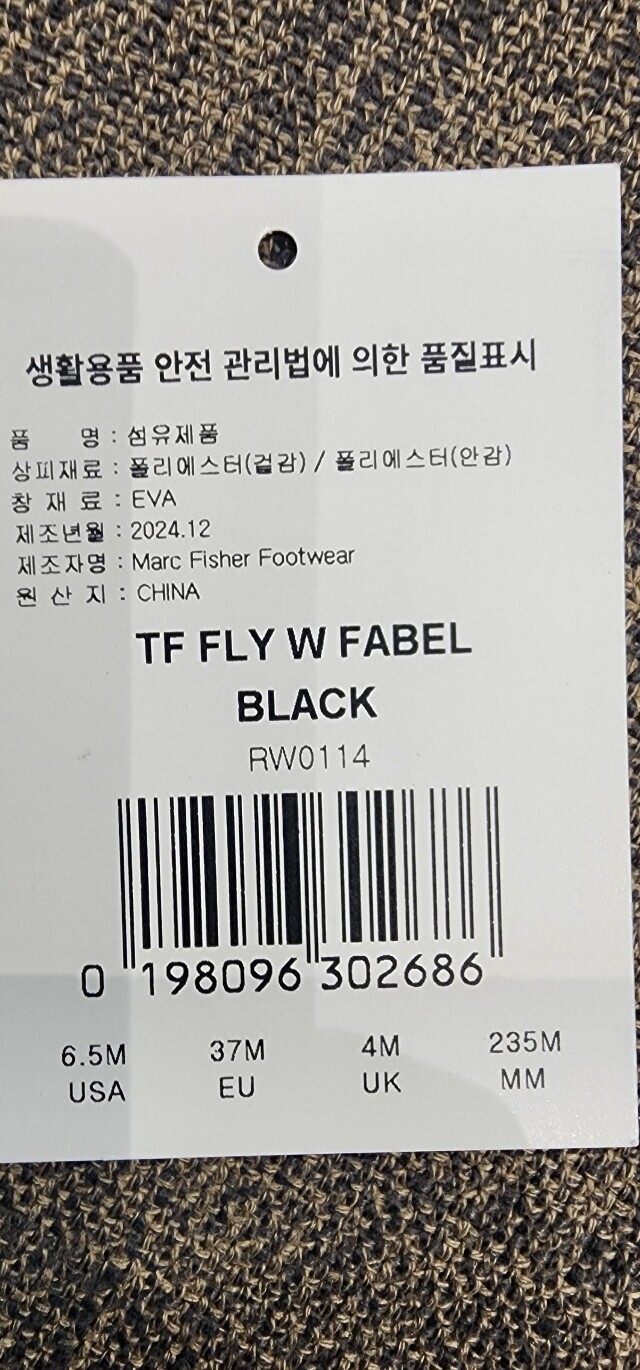 생활용품 안전 관리법에 의한 품질표시
품 명 : 섬유제품
상피재료 : 폴리에스터(겉감) / 폴리에스터(안감)
창 재 료 : EVA
제조년월 : 2024.12
제조자명 : Marc Fisher Footwear
원 산 지 : CHINA
TF FLY W FABEL
BLACK
RW0114
0 198096 302686
6.5M 37M 4M 235M
USA EU UK MM